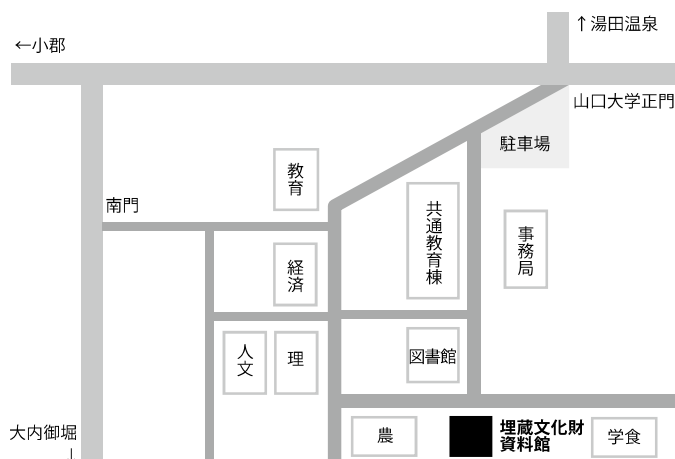 ↑湯田温泉
←小郡
山口大学正門
駐車場
教育
南門
共通教育棟
事務局
経済
人文
理
図書館
大内御堀
↓
農
埋蔵文化財
資料館
学食